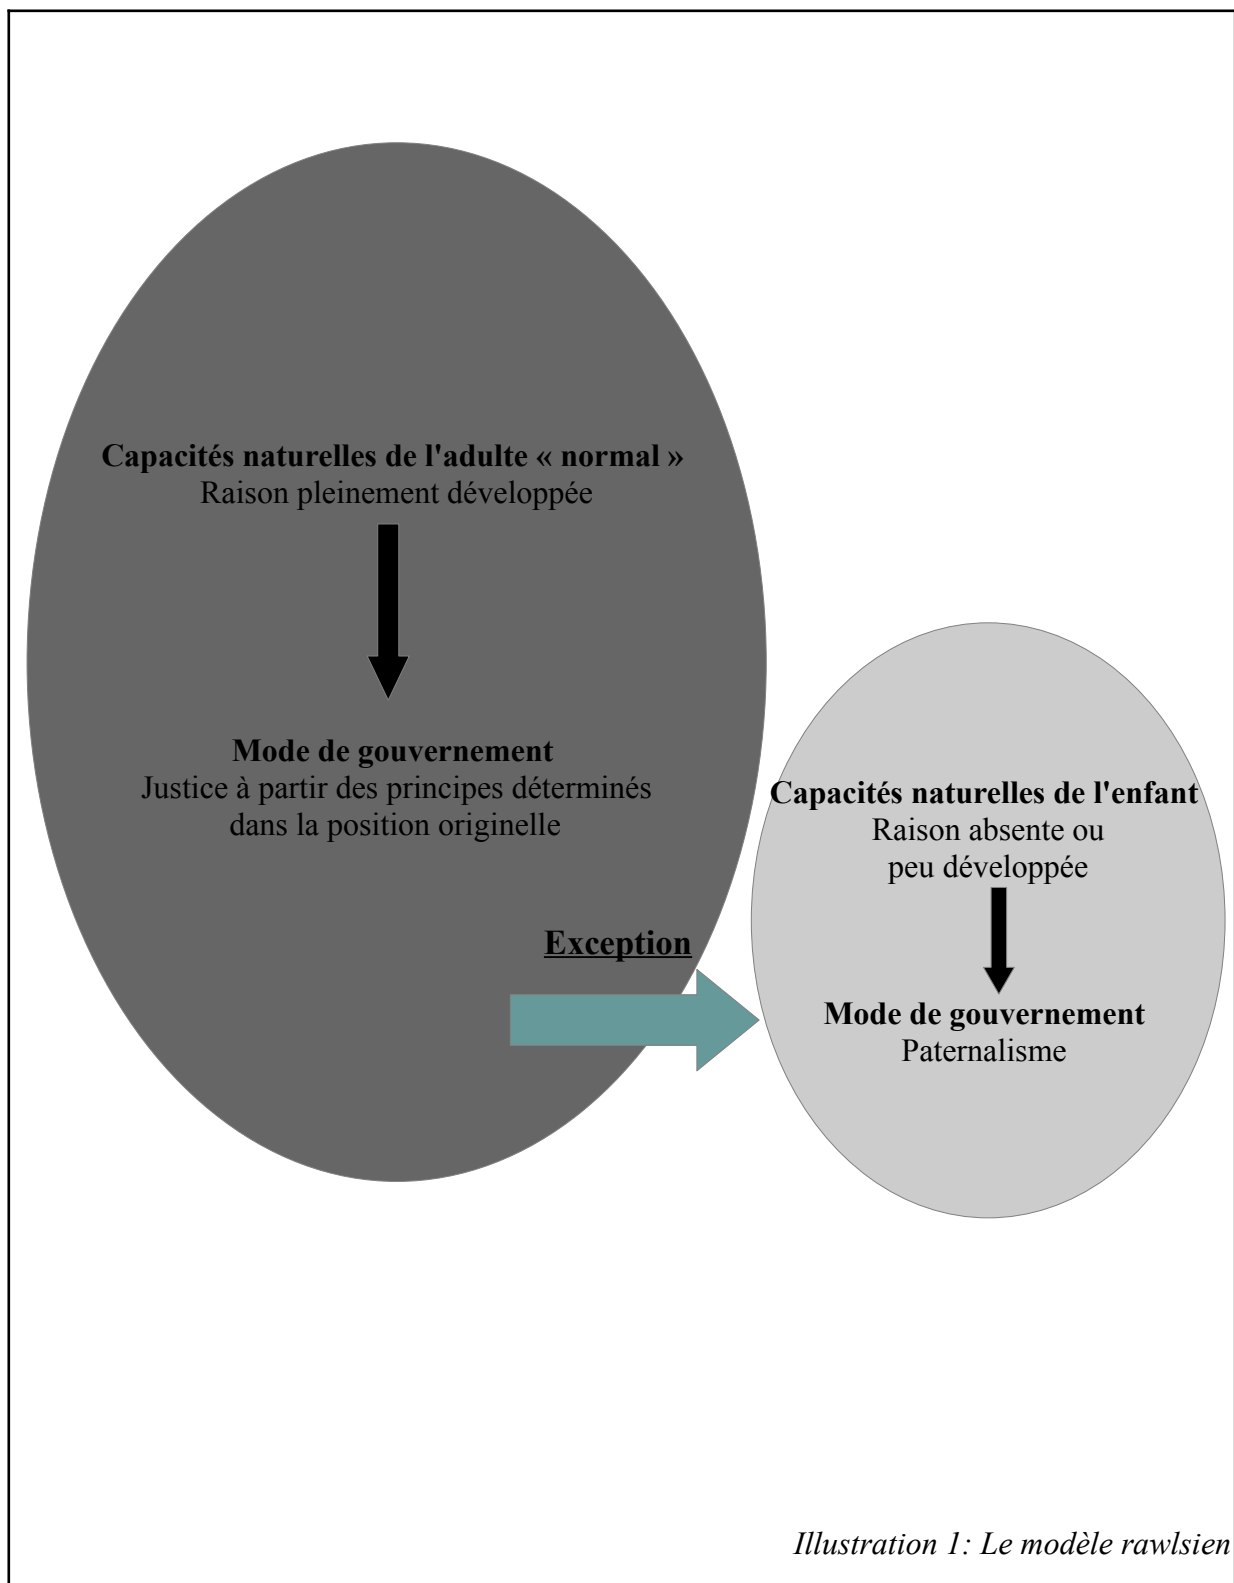 Capacités naturelles de l'adulte « normal »
Raison pleinement développée
Mode de gouvernement
Justice à partir des principes déterminés
dans la position originelle
Exception
Capacités naturelles de l'enfant
Raison absente ou
peu développée
Mode de gouvernement
Paternalisme
Illustration 1: Le modèle rawlsien